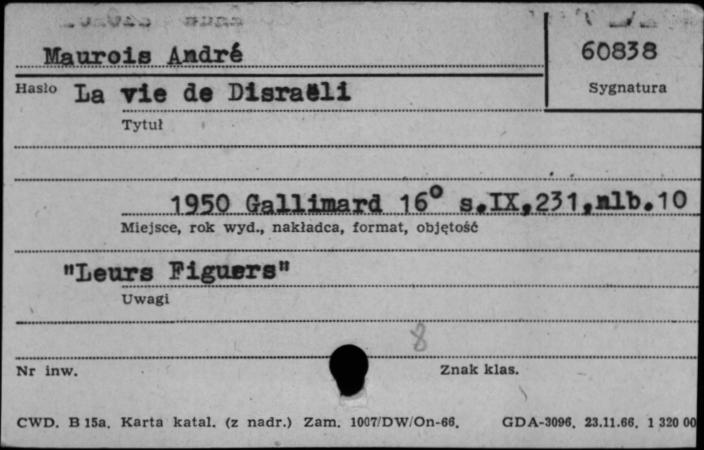 Maurois André
60838
Hasło La vie de Disraëli
Sygnatura
Tytuł
1950 Gallimard 16° s.IX,231,nlb.10
Miejsce, rok wyd., nakładca, format, objętość
"Leurs Figuers"
Uwagi
8
Nr inw.
Znak klas.
CWD. B 15a. Karta katal. (z nadr.) Zam. 1007/DW/On-66. GDA-3096. 23.11.66. 1 320 00